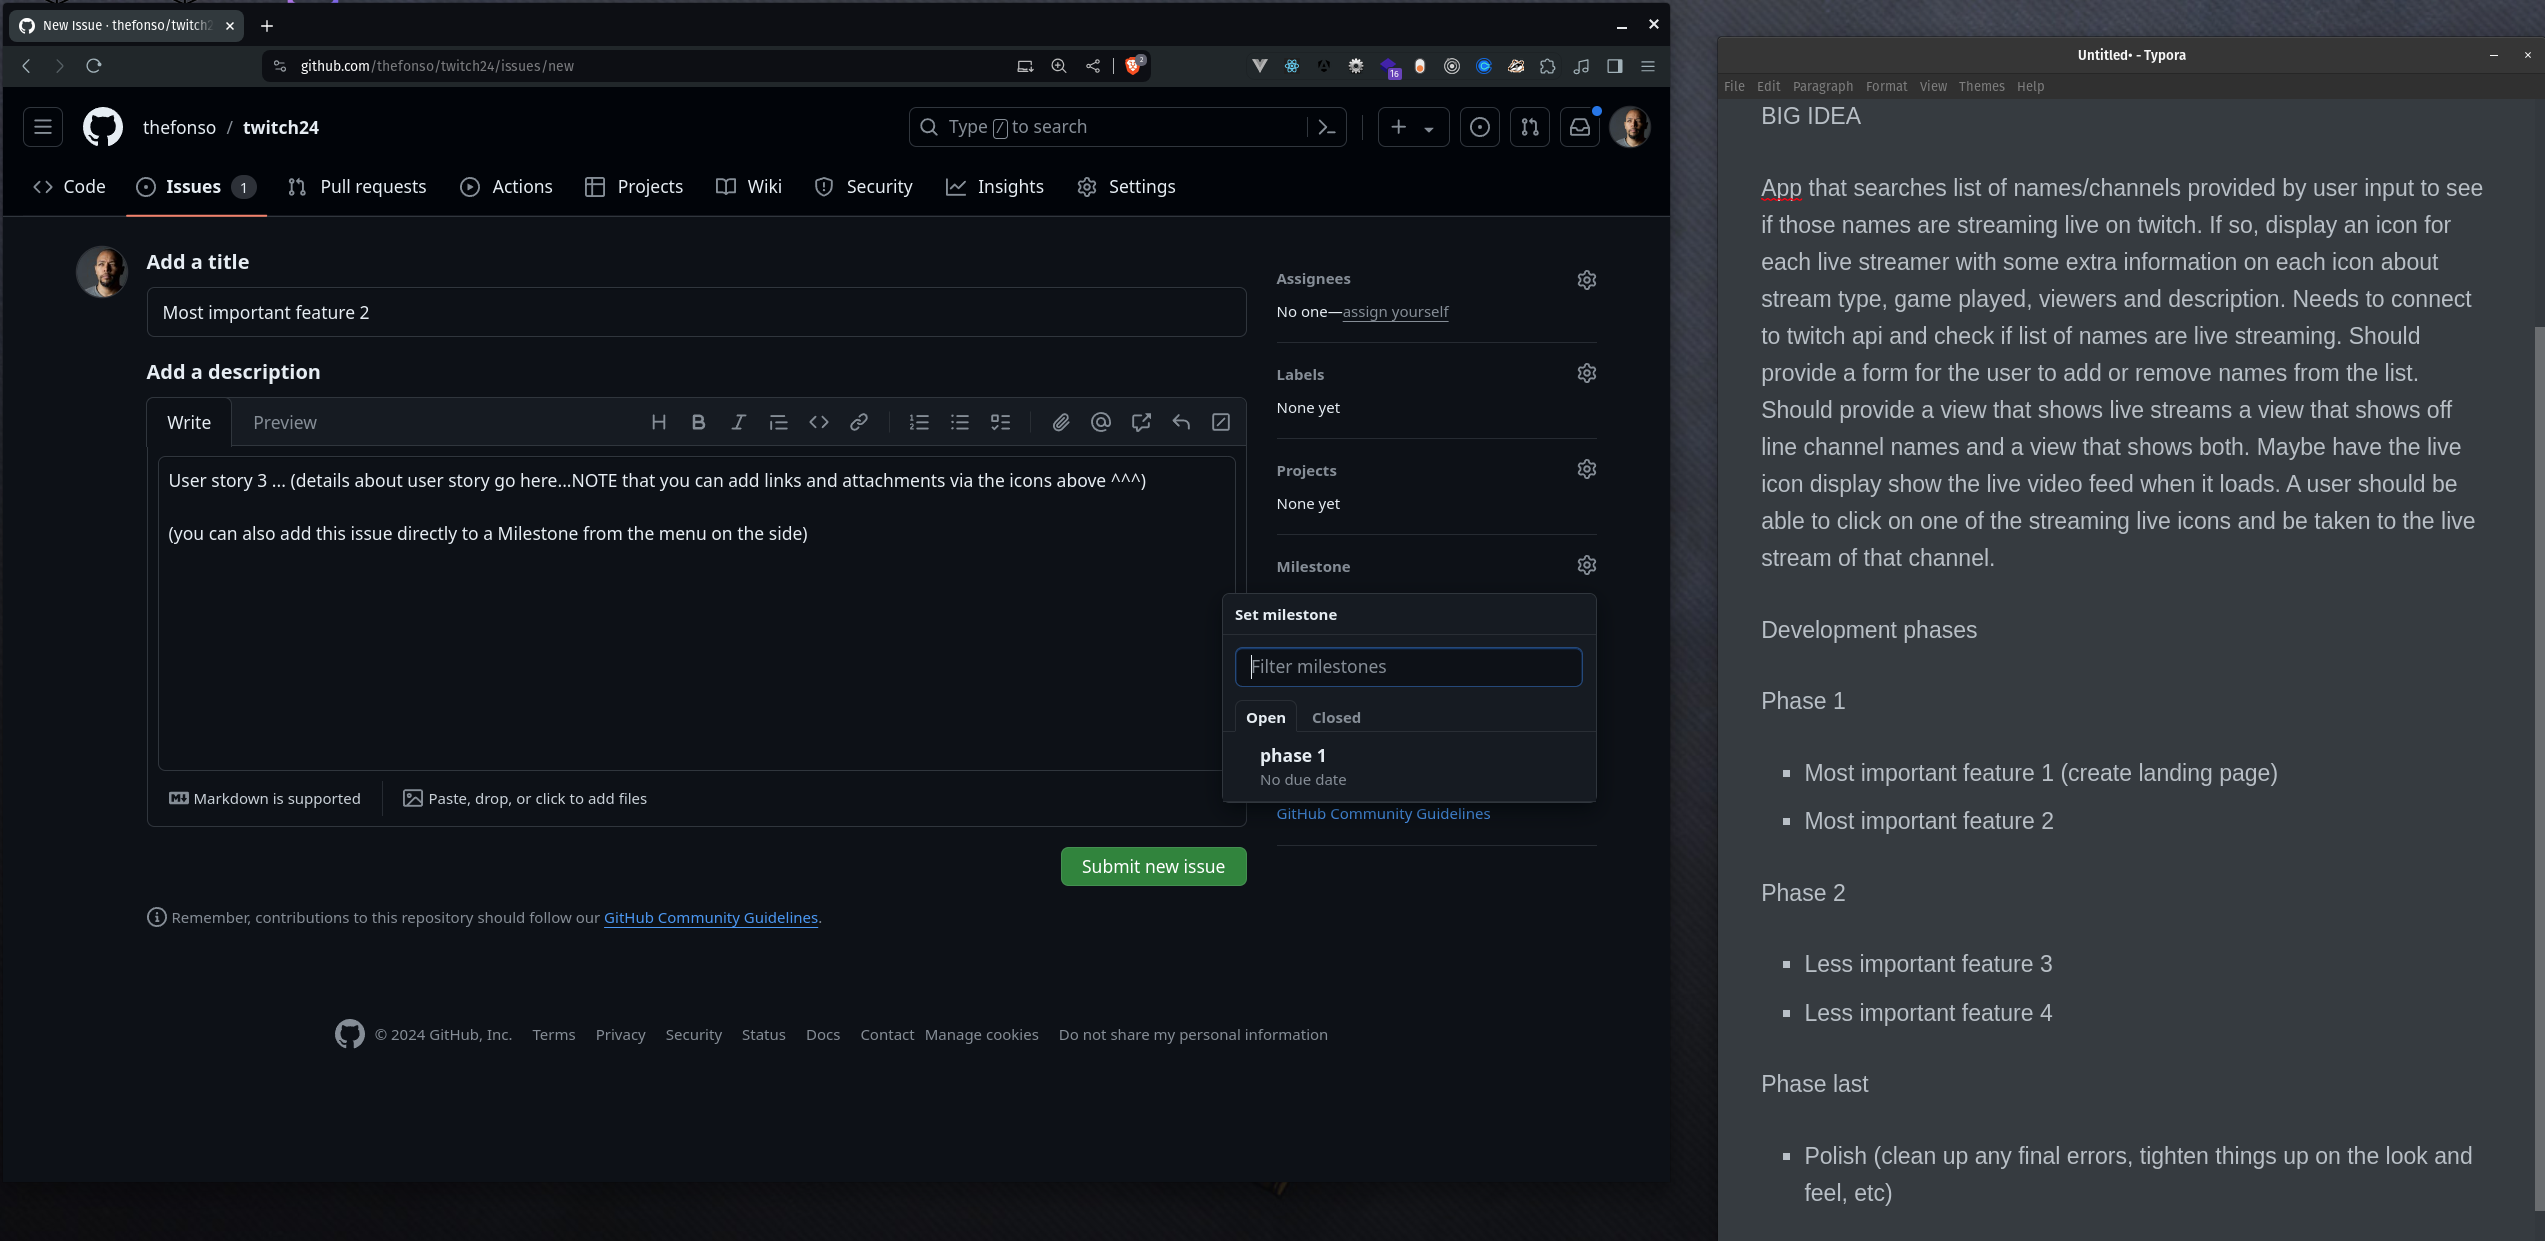 New Issue · thefonso/twitch2
github.com/thefonso/twitch24/issues/new
2
16
thefonso / twitch24
Type / to search
Code
Issues 1
Pull requests
Actions
Projects
Wiki
Security
Insights
Settings
Add a title
Most important feature 2
Add a description
Write
Preview
User story 3 ... (details about user story go here...NOTE that you can add links and attachments via the icons above ^^^)
(you can also add this issue directly to a Milestone from the menu on the side)
Markdown is supported
Paste, drop, or click to add files
Submit new issue
Remember, contributions to this repository should follow our GitHub Community Guidelines.
Assignees
No one—assign yourself
Labels
None yet
Projects
None yet
Milestone
Set milestone
Filter milestones
Open
Closed
phase 1
No due date
GitHub Community Guidelines
© 2024 GitHub, Inc.
Terms
Privacy
Security
Status
Docs
Contact
Manage cookies
Do not share my personal information
Untitled• - Typora
File Edit Paragraph Format View Themes Help
BIG IDEA
App that searches list of names/channels provided by user input to see
if those names are streaming live on twitch. If so, display an icon for
each live streamer with some extra information on each icon about
stream type, game played, viewers and description. Needs to connect
to twitch api and check if list of names are live streaming. Should
provide a form for the user to add or remove names from the list.
Should provide a view that shows live streams a view that shows off
line channel names and a view that shows both. Maybe have the live
icon display show the live video feed when it loads. A user should be
able to click on one of the streaming live icons and be taken to the live
stream of that channel.
Development phases
Phase 1
Most important feature 1 (create landing page)
Most important feature 2
Phase 2
Less important feature 3
Less important feature 4
Phase last
Polish (clean up any final errors, tighten things up on the look and
feel, etc)